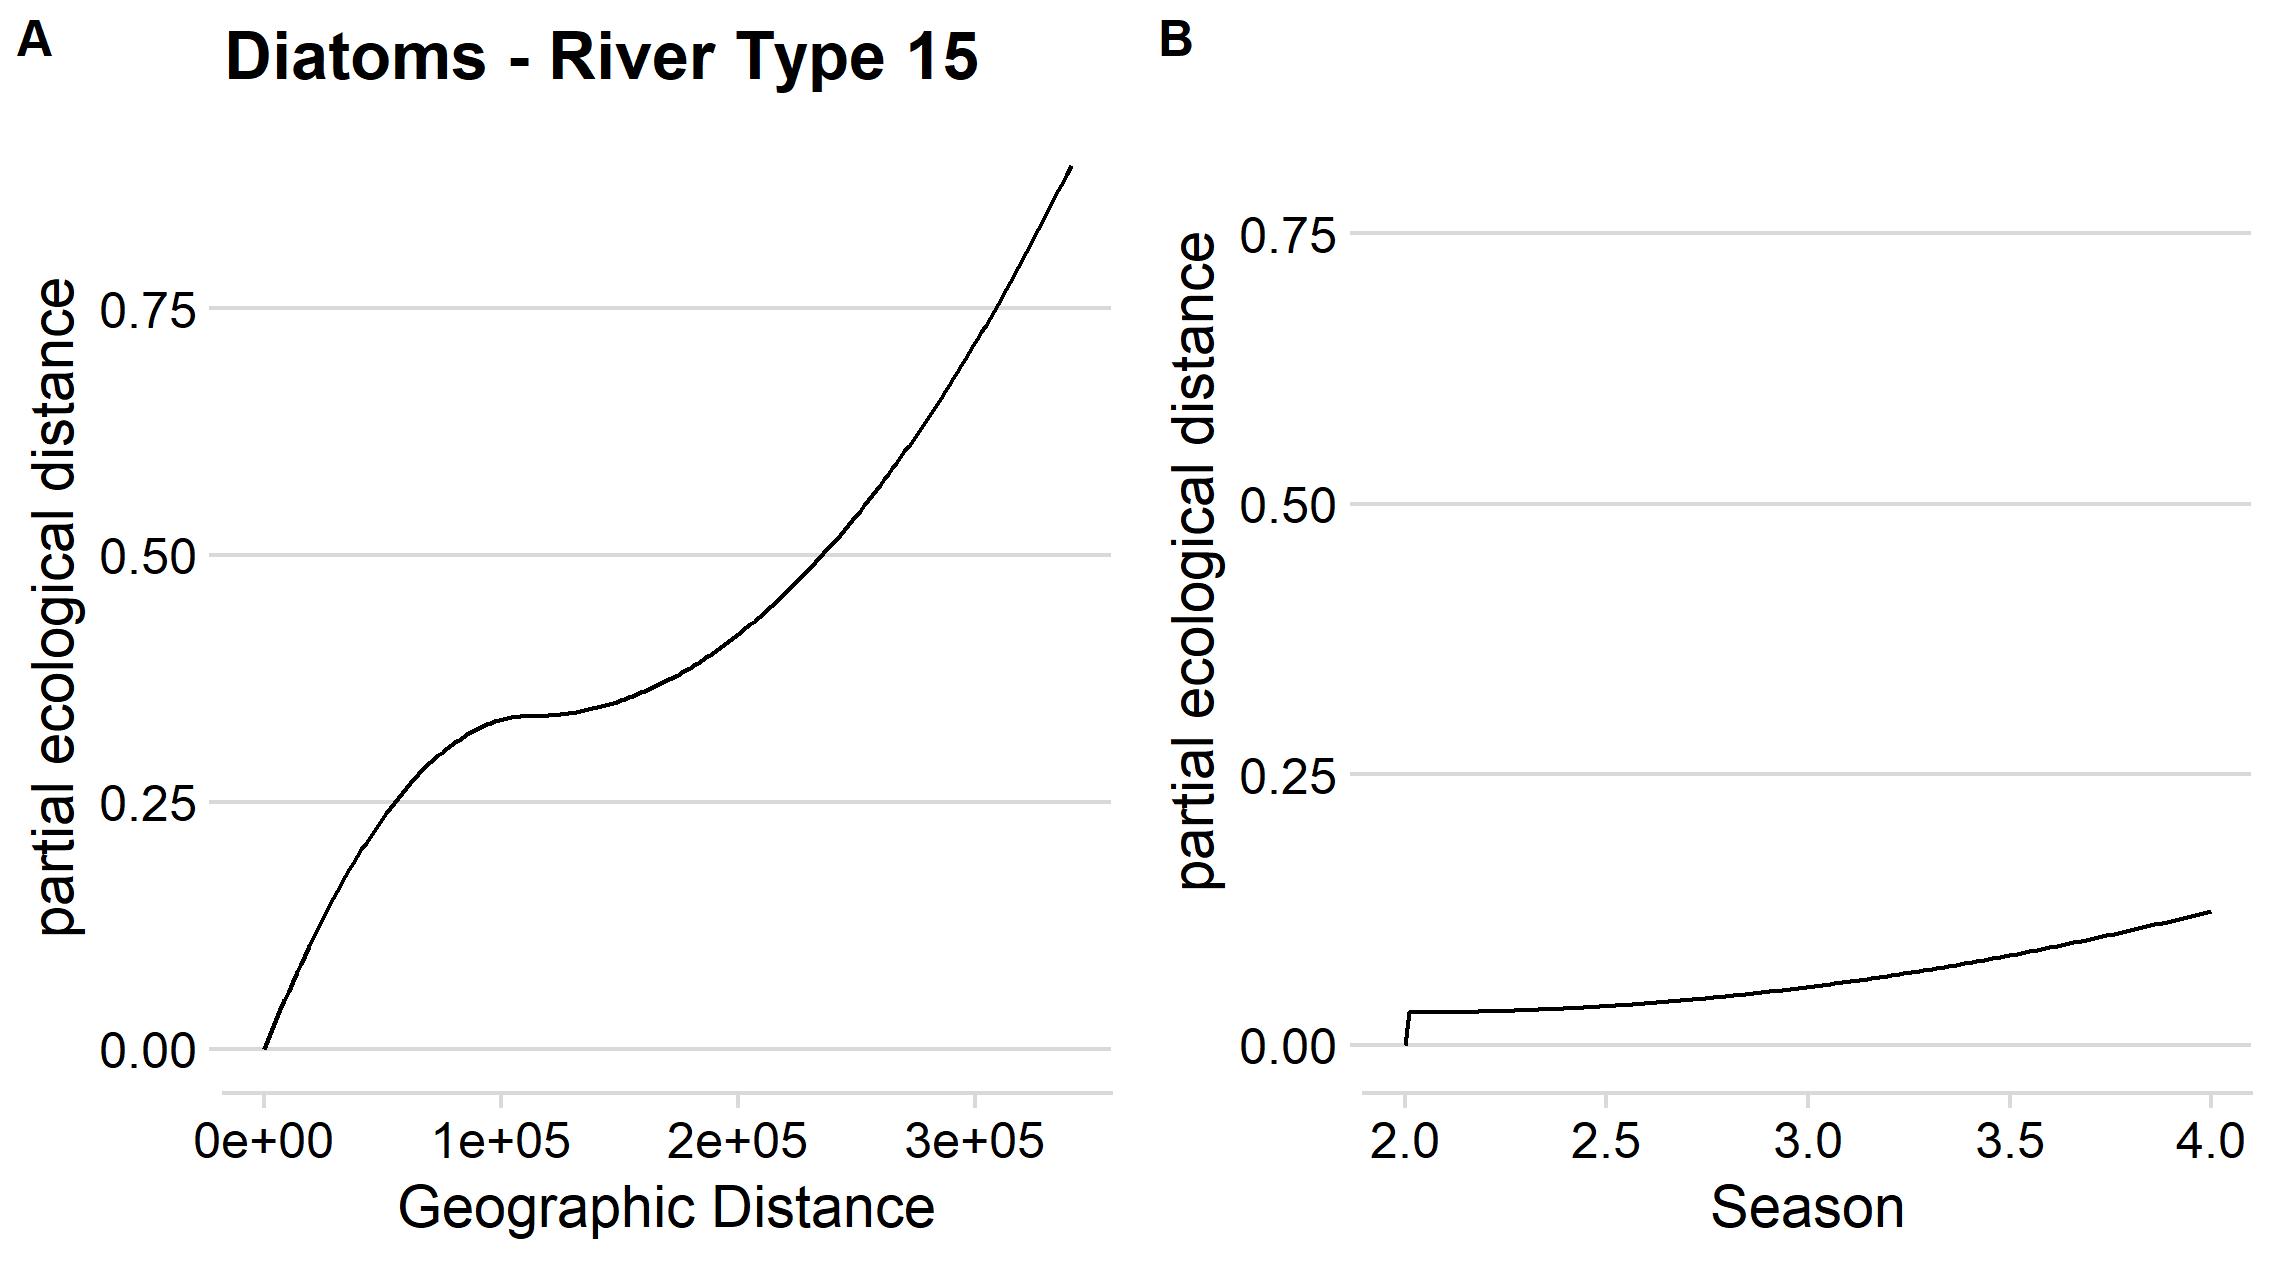 A
Diatoms - River Type 15
partial ecological distance
0.75
0.50
0.25
0.00
0e+00 1e+05 2e+05 3e+05
Geographic Distance
B
partial ecological distance
0.75
0.50
0.25
0.00
2.0 2.5 3.0 3.5 4.0
Season